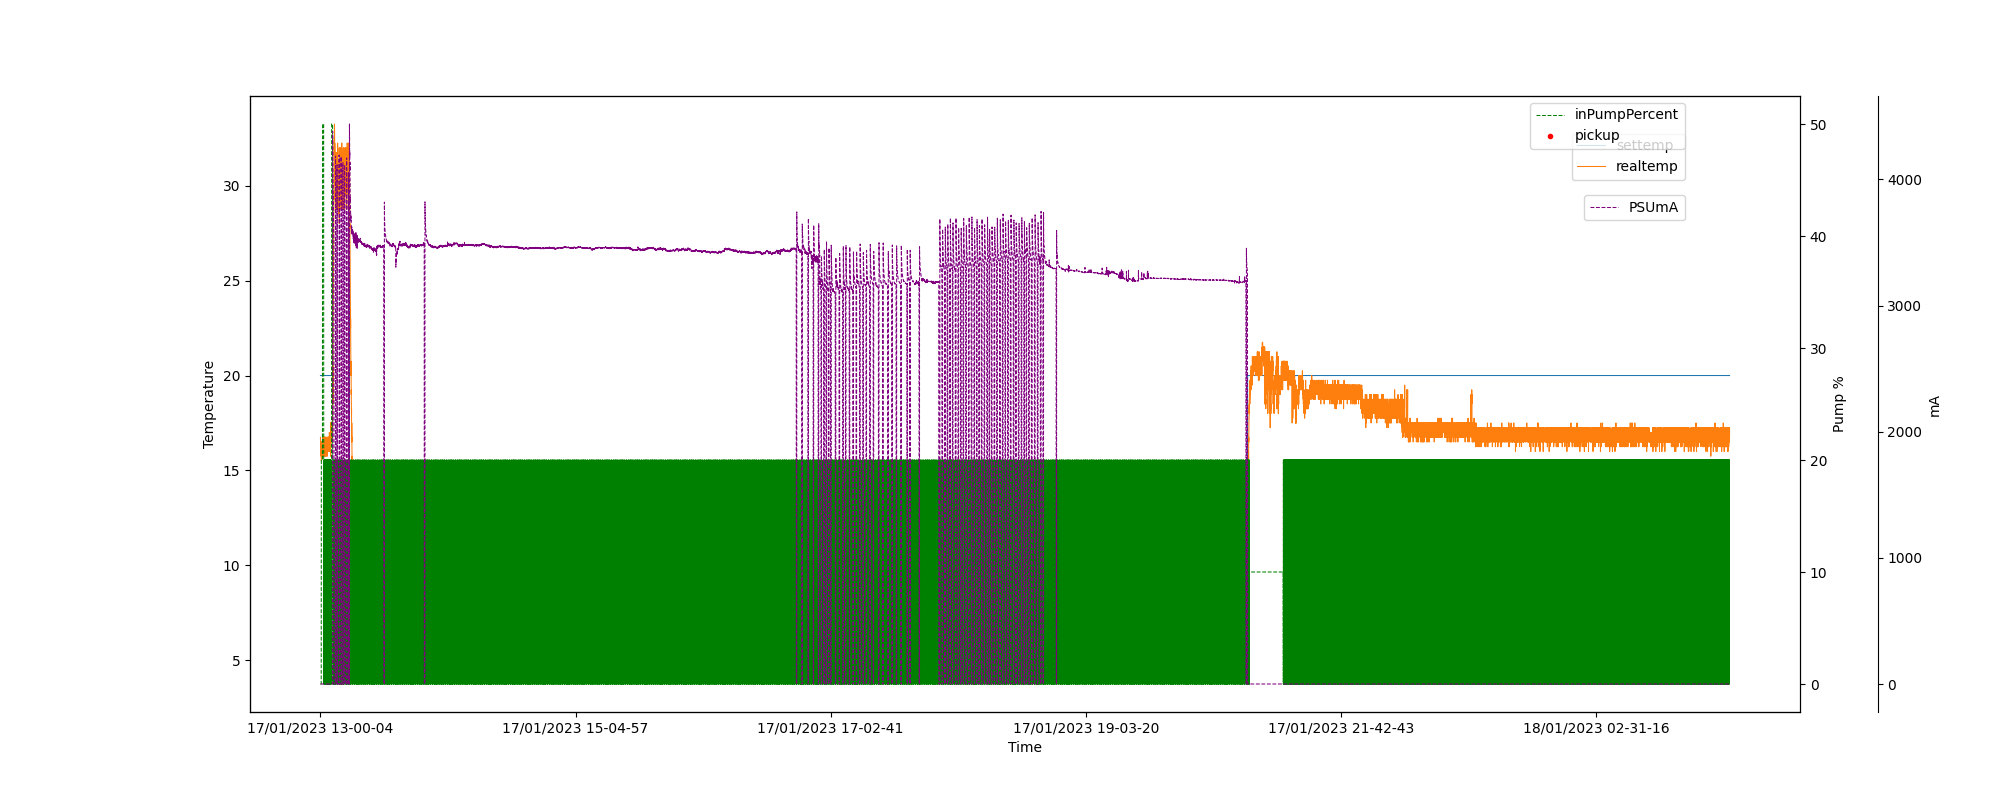 inPumpPercent
pickup
settemp
realtemp
PSUmA
Temperature
30
25
20
15
10
5
50
40
30
20
10
0
Pump %
4000
3000
2000
1000
0
mA
17/01/2023 13-00-04
17/01/2023 15-04-57
17/01/2023 17-02-41
17/01/2023 19-03-20
17/01/2023 21-42-43
18/01/2023 02-31-16
Time